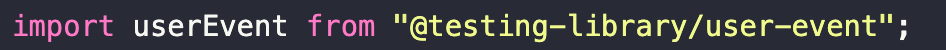 import userEvent from "@testing-library/user-event";